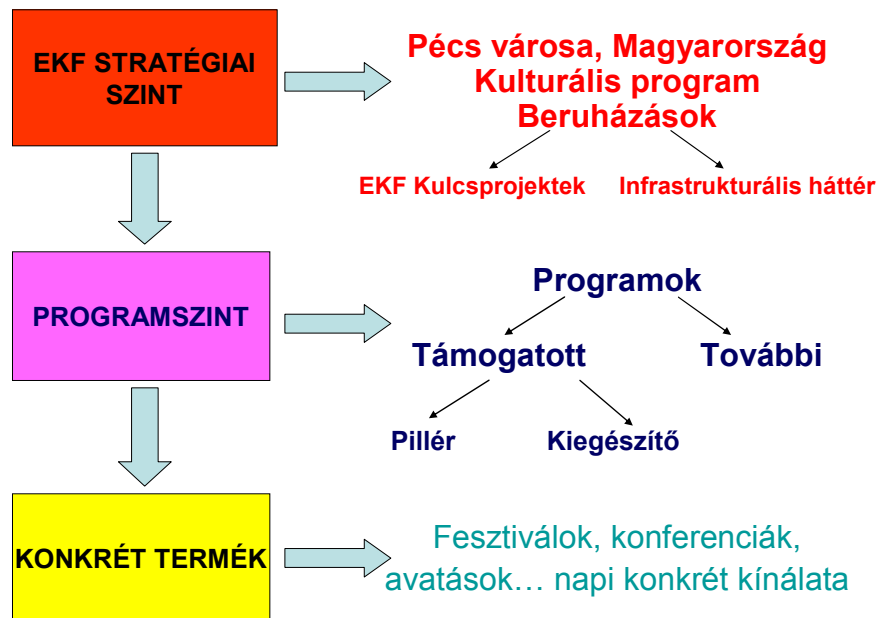 EKF STRATÉGIAI
SZINT
Pécs városa, Magyarország
Kulturális program
Beruházások
EKF Kulcsprojektek
Infrastrukturális háttér
PROGRAMSZINT
Programok
Támogatott
További
Pillér
Kiegészítő
KONKRÉT TERMÉK
Fesztiválok, konferenciák,
avatások… napi konkrét kínálata